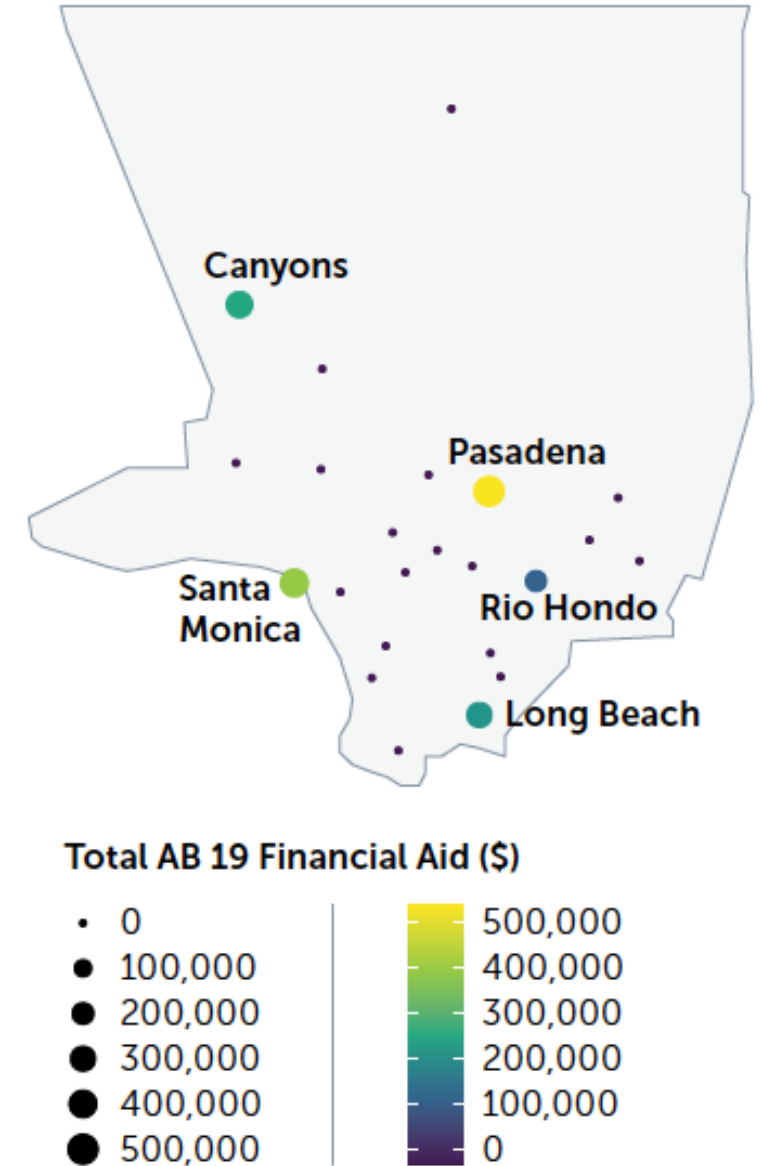 Canyons
Pasadena
Santa
Monica
Rio Hondo
Long Beach
Total AB 19 Financial Aid ($)
0
100,000
200,000
300,000
400,000
500,000
500,000
400,000
300,000
200,000
100,000
0